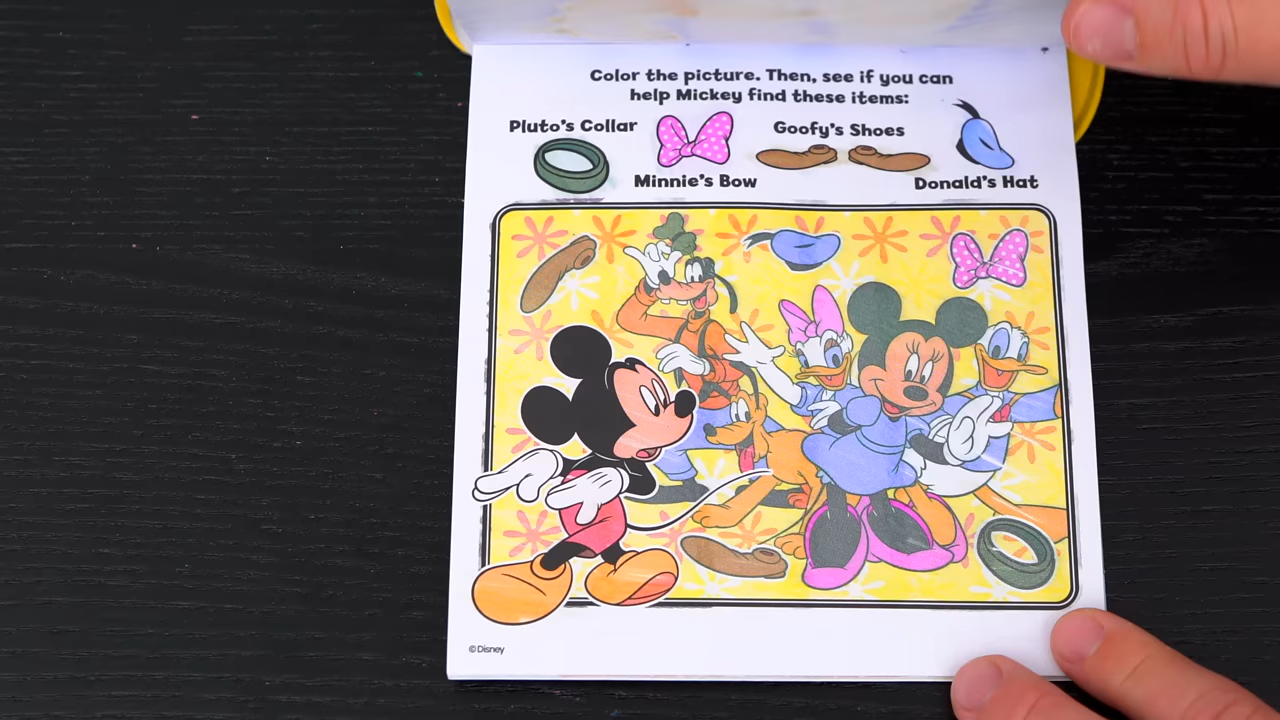 Color the picture. Then, see if you can
help Mickey find these items:
Pluto's Collar
Minnie's Bow
Goofy's Shoes
Donald's Hat
©Disney